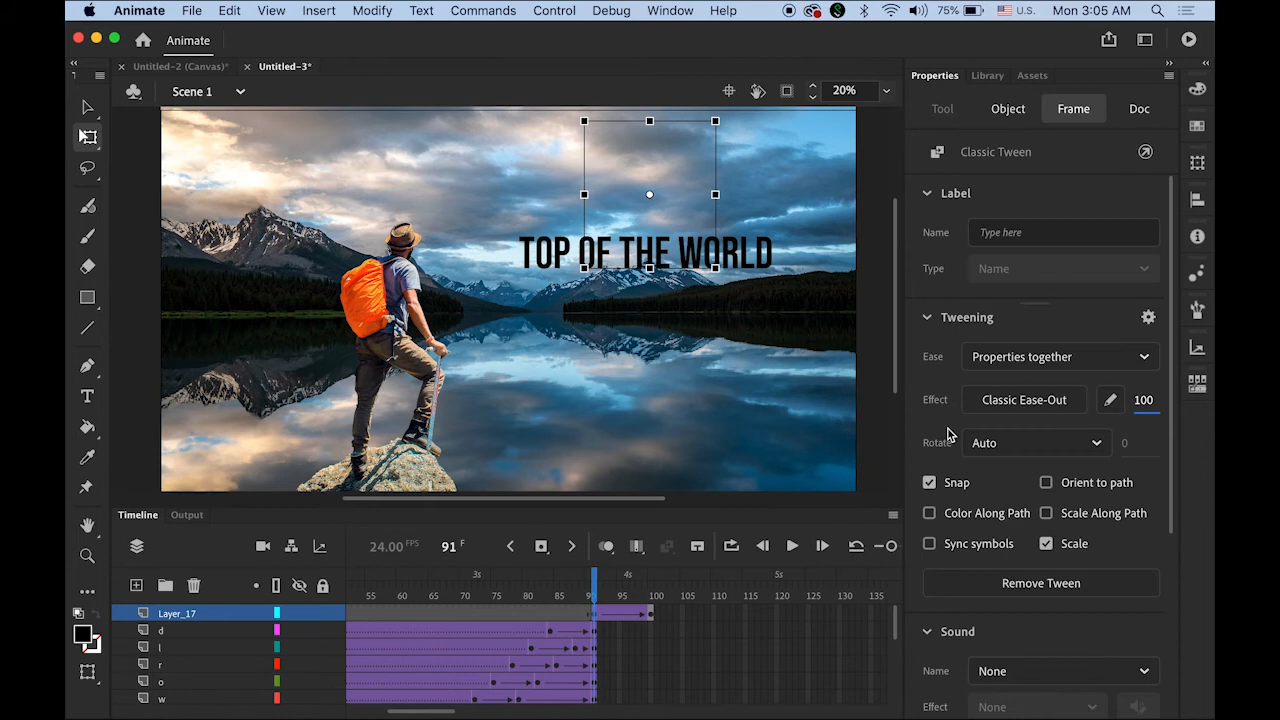 Animate File Edit View Insert Modify Text Commands Control Debug Window Help 75% U.S. Mon 3:05 AM
Animate
Untitled-2 (Canvas)* Untitled-3* Properties Library Assets
Scene 1 20%
Tool Object Frame Doc
Classic Tween
Label
Name Type here
Type Name
TOP OF THE WORLD
Tweening
Ease Properties together
Effect Classic Ease-Out 100
Rotate Auto 0
Snap Orient to path
Color Along Path Scale Along Path
Sync symbols Scale
Remove Tween
Sound
Name None
Effect None
Timeline Output
24.00 FPS 91 F
3s 4s 5s
55 60 65 70 75 80 85 90 95 100 105 110 115 120 125 130 135
Layer_17
d
l
r
o
w